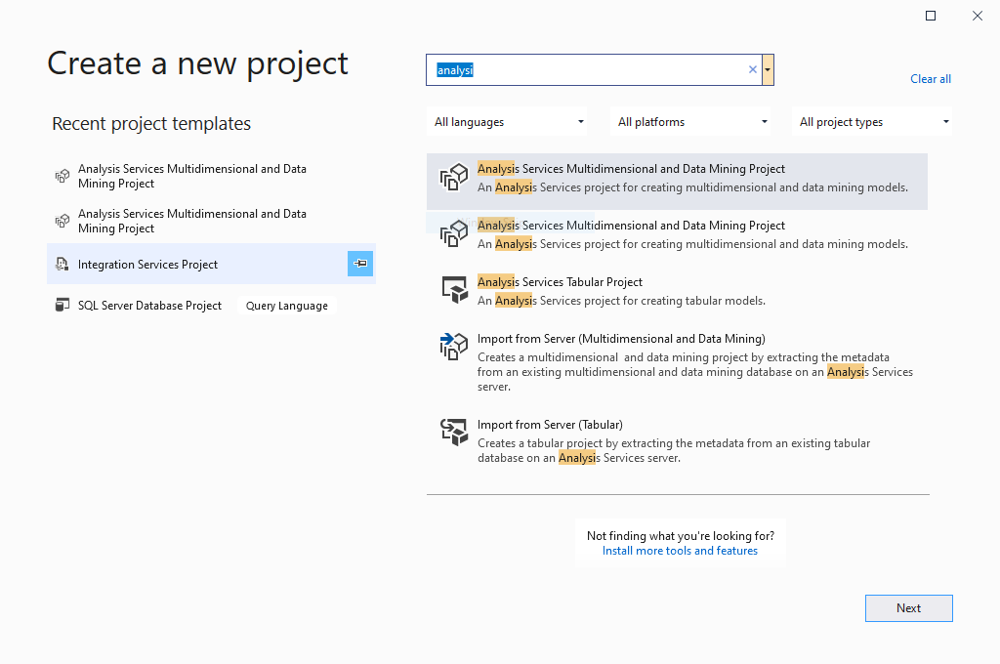 Create a new project
analysi
Clear all
Recent project templates
All languages
All platforms
All project types
Analysis Services Multidimensional and Data
Mining Project
Analysis Services Multidimensional and Data
Mining Project
Integration Services Project
SQL Server Database Project
Query Language
Analysis Services Multidimensional and Data Mining Project
An Analysis Services project for creating multidimensional and data mining models.
Analysis Services Multidimensional and Data Mining Project
An Analysis Services project for creating multidimensional and data mining models.
Analysis Services Tabular Project
An Analysis Services project for creating tabular models.
Import from Server (Multidimensional and Data Mining)
Creates a multidimensional  and data mining project by extracting the metadata
from an existing multidimensional and data mining database on an Analysis Services
server.
Import from Server (Tabular)
Creates a tabular project by extracting the metadata from an existing tabular
database on an Analysis Services server.
Not finding what you're looking for?
Install more tools and features
Next